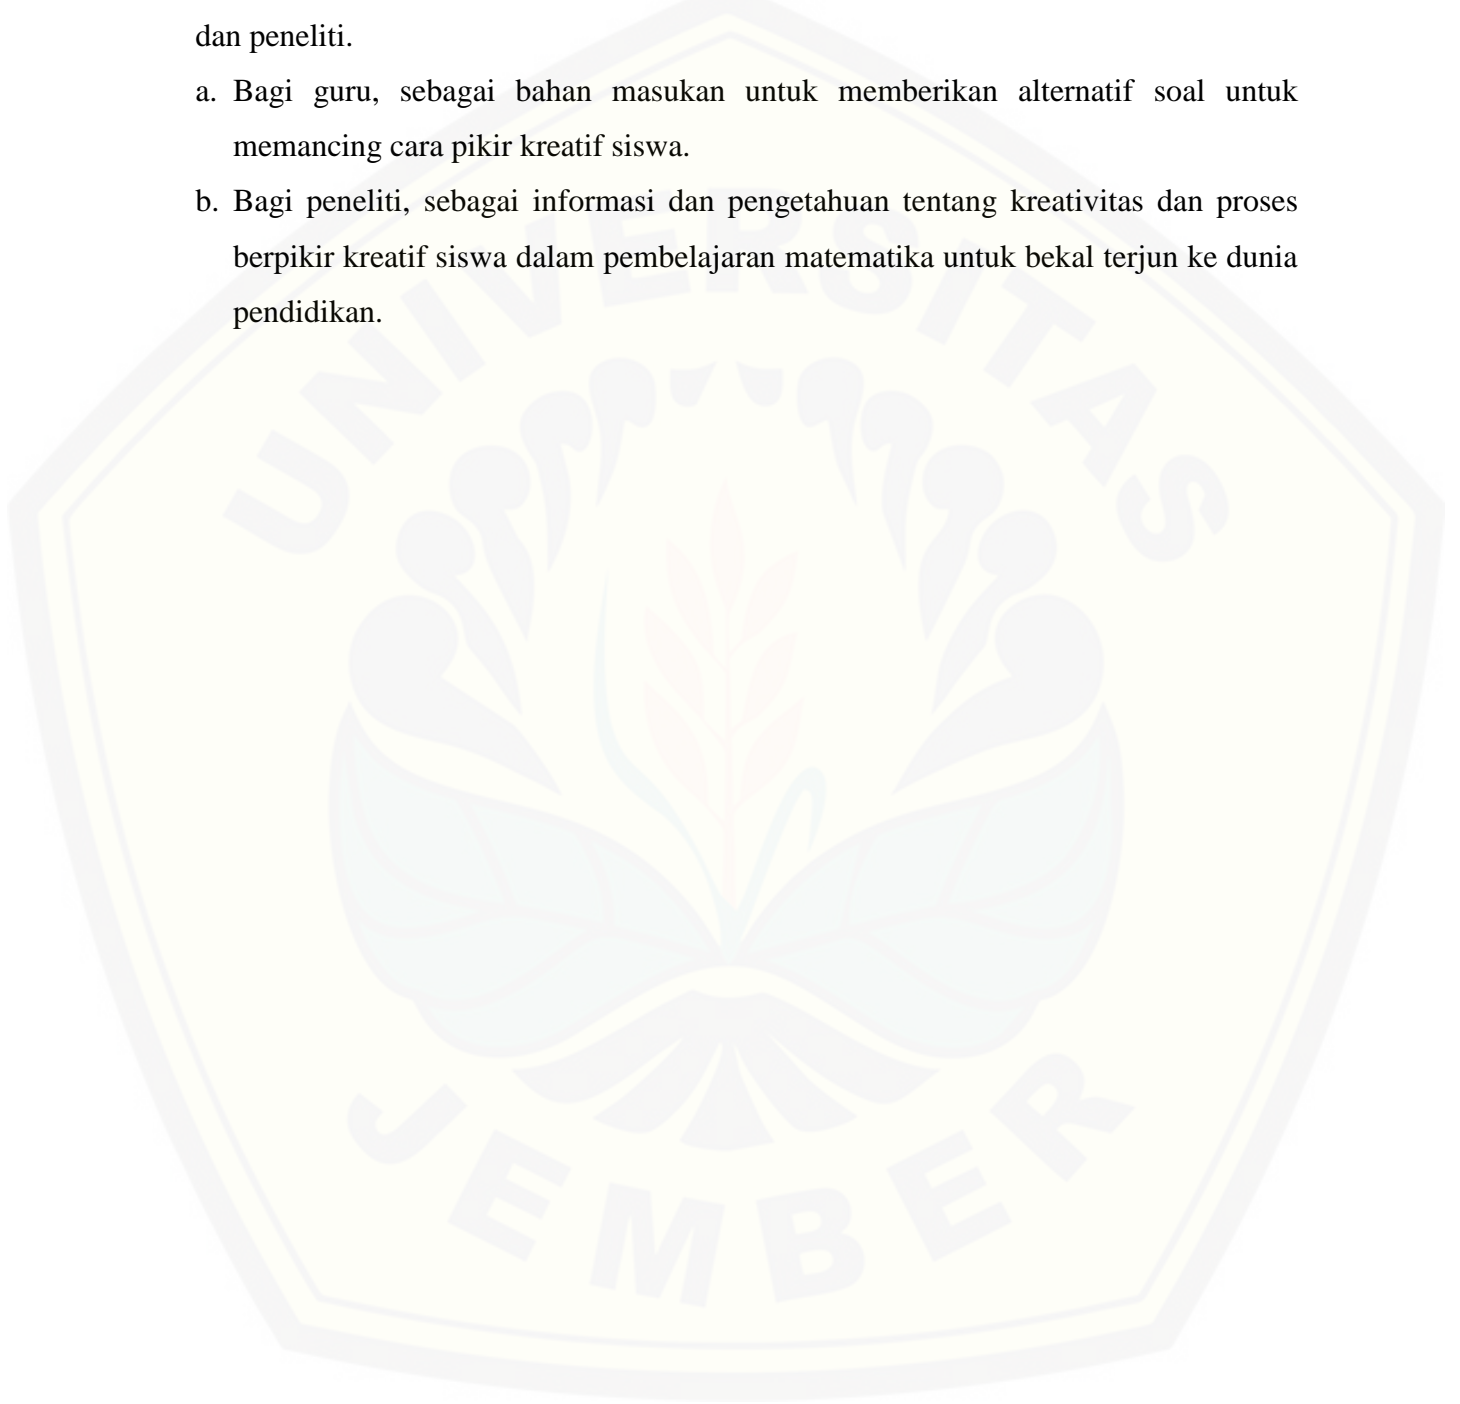 dan peneliti.
a. Bagi guru, sebagai bahan masukan untuk memberikan alternatif soal untuk
memancing cara pikir kreatif siswa.
b. Bagi peneliti, sebagai informasi dan pengetahuan tentang kreativitas dan proses
berpikir kreatif siswa dalam pembelajaran matematika untuk bekal terjun ke dunia
pendidikan.
UNIVERSITAS
JEMBER